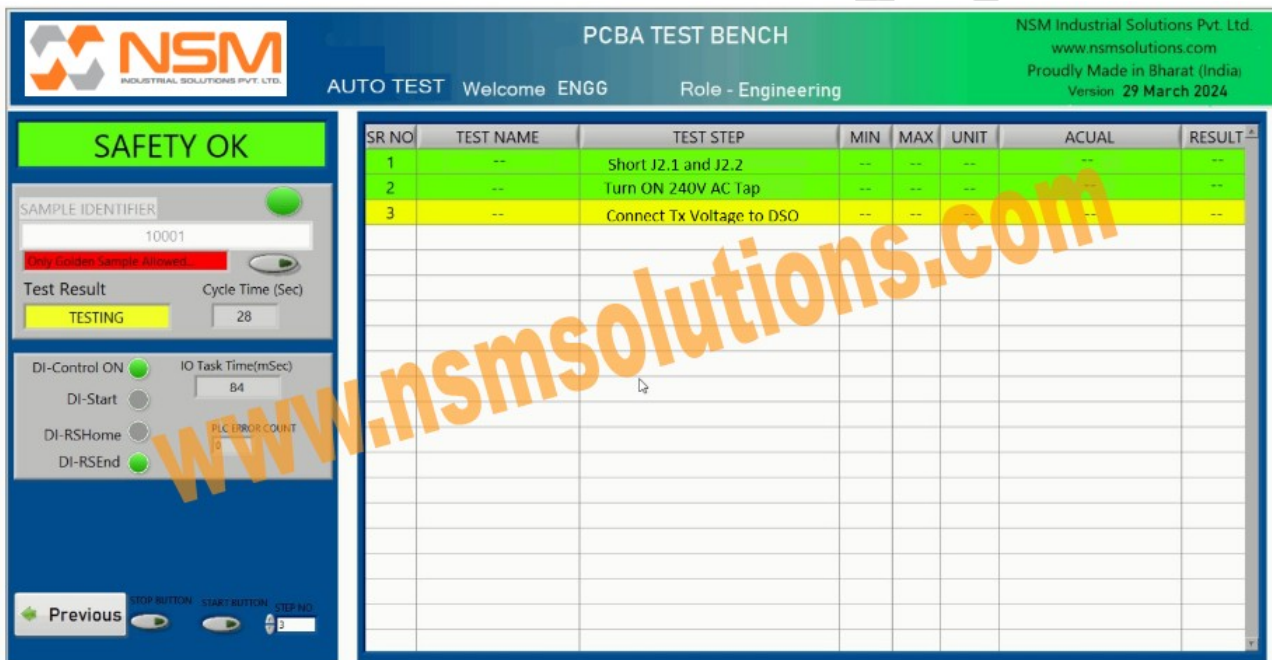 NSM
INDUSTRIAL SOLUTIONS PVT. LTD.
PCBA TEST BENCH
AUTO TEST Welcome ENGG Role - Engineering
NSM Industrial Solutions Pvt. Ltd.
www.nsmsolutions.com
Proudly Made in Bharat (India)
Version 29 March 2024
SAFETY OK
SAMPLE IDENTIFIER
10001
Only Golden Sample Allowed...
Test Result Cycle Time (Sec)
TESTING 28
DI-Control ON IO Task Time(mSec)
84
DI-Start
DI-RSHome PLC ERROR COUNT
0
DI-RSEnd
Previous STOP BUTTON START BUTTON STEP NO
3
SR NO TEST NAME TEST STEP MIN MAX UNIT ACUAL RESULT
1 -- Short J2.1 and J2.2 -- -- -- -- --
2 -- Turn ON 240V AC Tap -- -- -- -- --
3 -- Connect Tx Voltage to DSO -- -- -- -- --
www.nsmsolutions.com